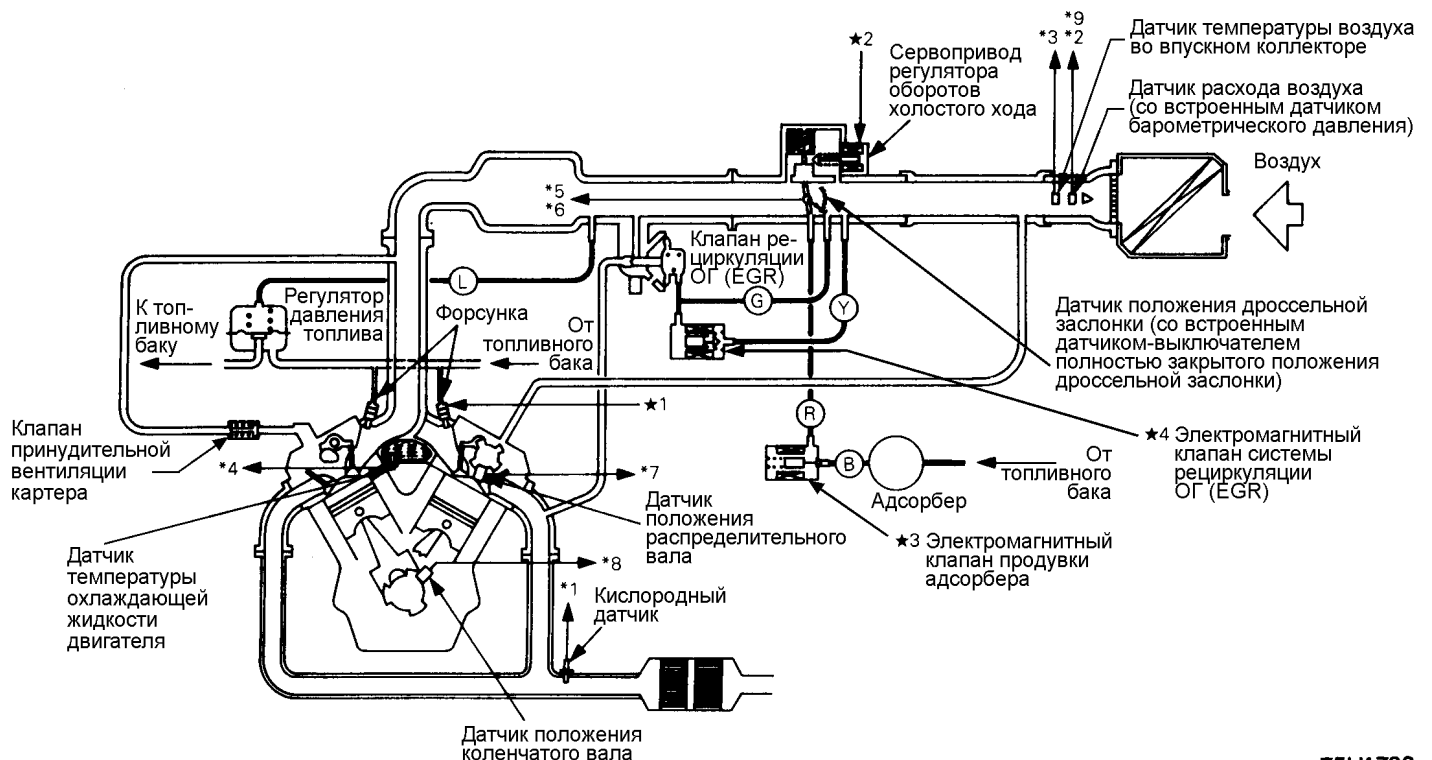 *9
*3 *2
Датчик температуры воздуха
во впускном коллекторе
★2
Сервопривод
регулятора
оборотов
холостого хода
Датчик расхода воздуха
(со встроенным датчиком
барометрического давления)
Воздух
*5
*6
Клапан ре-
циркуляции
ОГ (EGR)
L
G
Y
К топ-
ливному
баку
Регулятор
давления
топлива
Форсунка
От
топливного
бака
Датчик положения дроссельной
заслонки (со встроенным
датчиком-выключателем
полностью закрытого положения
дроссельной заслонки)
★1
R
Клапан
принудительной
вентиляции
картера
*4
*7
B
Адсорбер
От
топливного
бака
★4 Электромагнитный
клапан системы
рециркуляции
ОГ (EGR)
Датчик
положения
распределительного
вала
★3 Электромагнитный
клапан продувки
адсорбера
Датчик
температуры
охлаждающей
жидкости
двигателя
*8
*1
Кислородный
датчик
Датчик положения
коленчатого вала